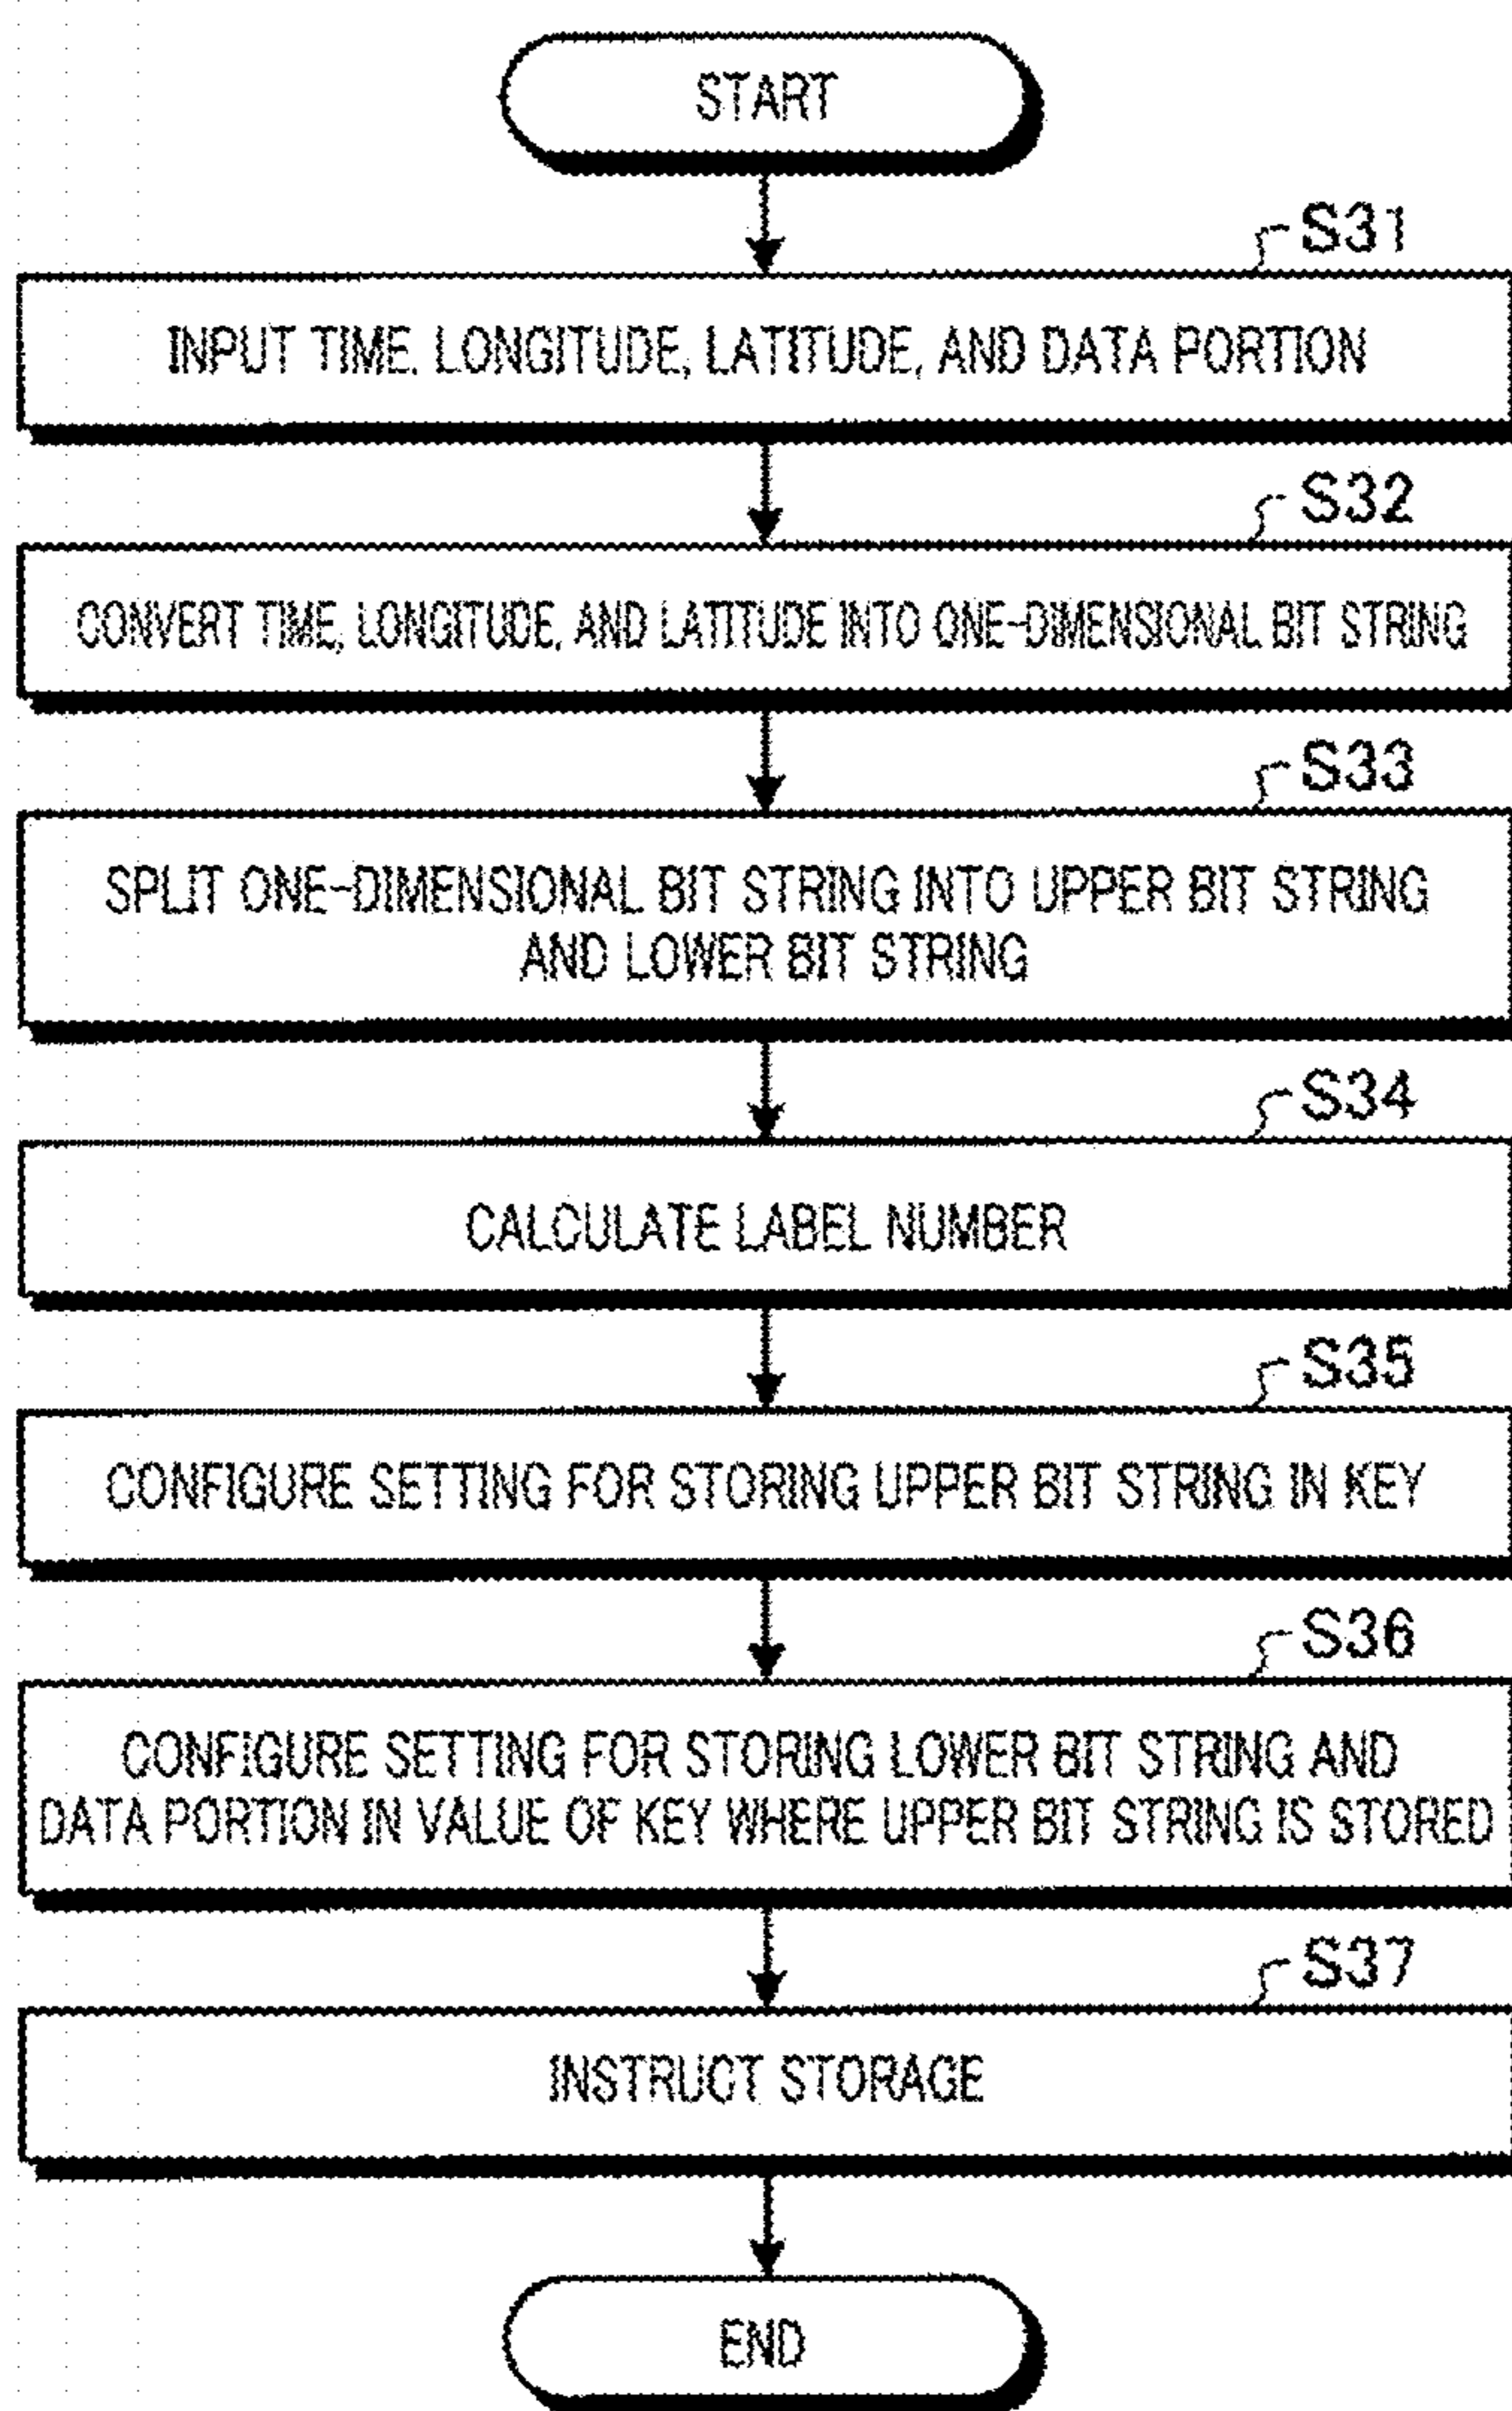 START
S31
INPUT TIME, LONGITUDE, LATITUDE, AND DATA PORTION
S32
CONVERT TIME, LONGITUDE, AND LATITUDE INTO ONE-DIMENSIONAL BIT STRING
S33
SPLIT ONE-DIMENSIONAL BIT STRING INTO UPPER BIT STRING
AND LOWER BIT STRING
S34
CALCULATE LABEL NUMBER
S35
CONFIGURE SETTING FOR STORING UPPER BIT STRING IN KEY
S36
CONFIGURE SETTING FOR STORING LOWER BIT STRING AND
DATA PORTION IN VALUE OF KEY WHERE UPPER BIT STRING IS STORED
S37
INSTRUCT STORAGE
END